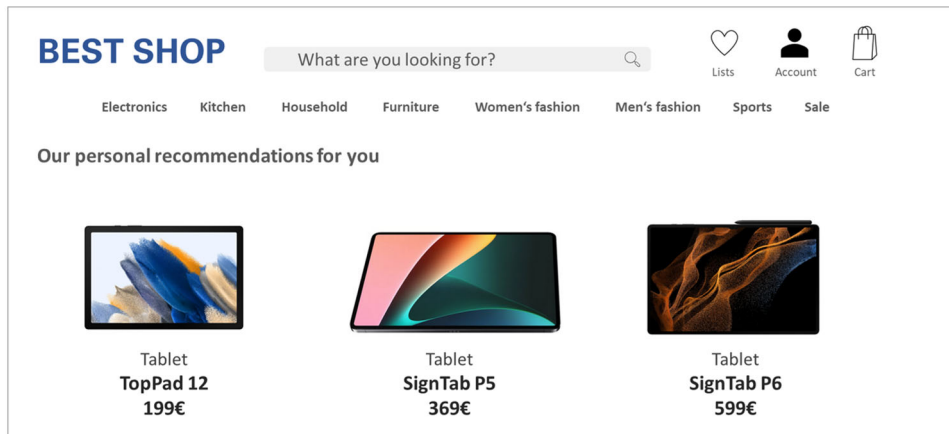 BEST SHOP
What are you looking for?
Lists Account Cart
Electronics Kitchen Household Furniture Women‘s fashion Men‘s fashion Sports Sale
Our personal recommendations for you
Tablet Tablet Tablet
TopPad 12 SignTab P5 SignTab P6
199€ 369€ 599€